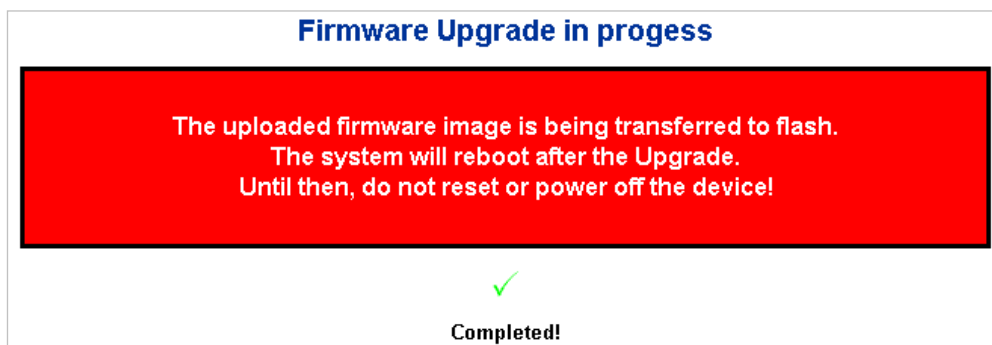 Firmware Upgrade in progess
The uploaded firmware image is being transferred to flash.
The system will reboot after the Upgrade.
Until then, do not reset or power off the device!
Completed!